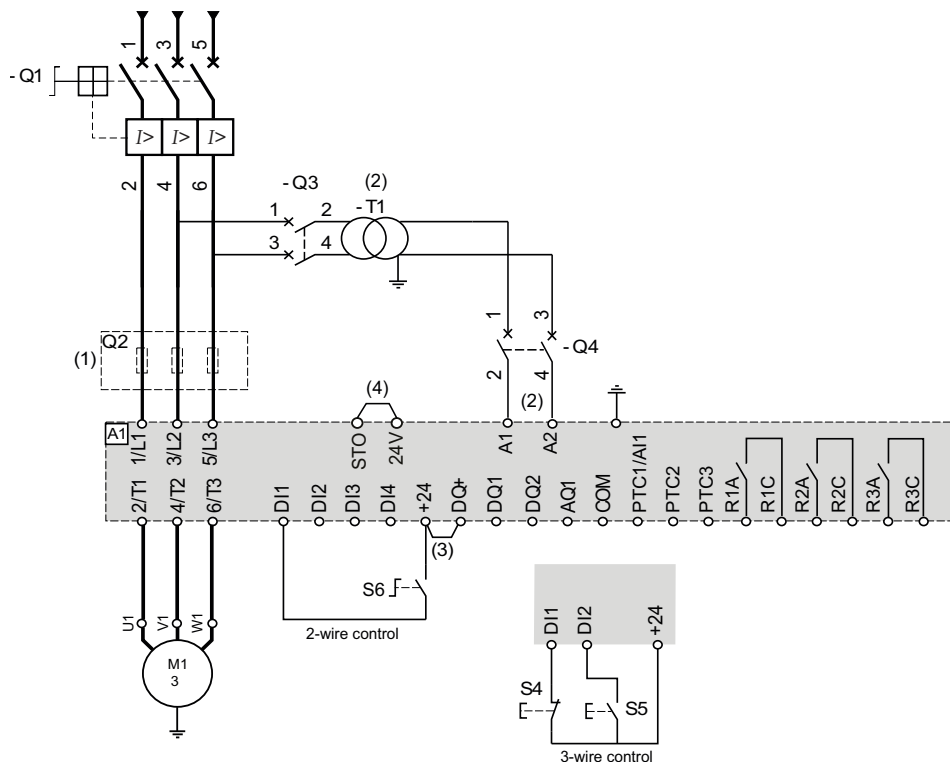 1 3 5
- Q1
I> I> I>
2 4 6
- Q3 (2)
1 2 - T1
3 4
1 3
- Q4
2 4
(2)
Q2
(1)
(4)
A1
1/L1 3/L2 5/L3 STO 24V A1 A2
2/T1 4/T2 6/T3 DI1 DI2 DI3 DI4 +24 DQ+ DQ1 DQ2 AQ1 COM PTC1/AI1 PTC2 PTC3 R1A R1C R2A R2C R3A R3C
(3)
S6
2-wire control
U1 V1 W1
M1
3
DI1 DI2 +24
S4 S5
3-wire control